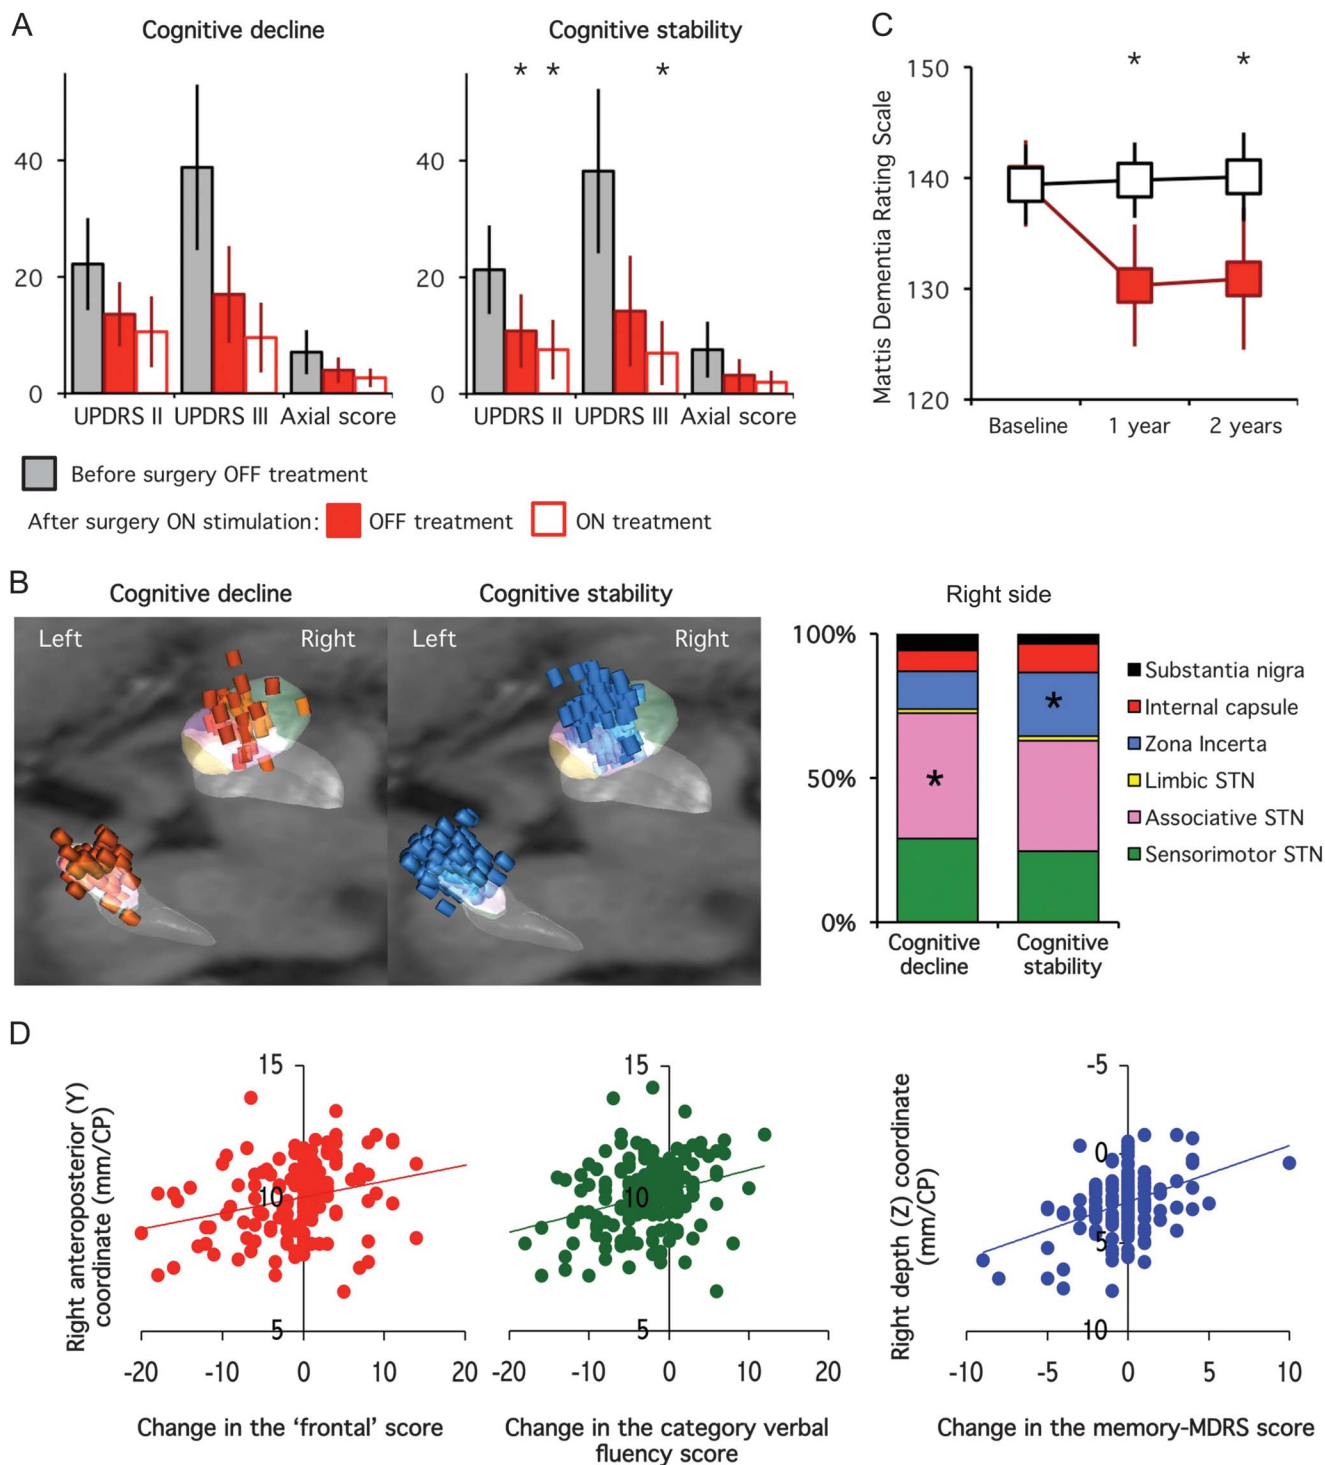 A
Cognitive decline
Cognitive stability
* *
*
40
20
0
UPDRS II UPDRS III Axial score
40
20
0
UPDRS II UPDRS III Axial score
Before surgery OFF treatment
After surgery ON stimulation: OFF treatment ON treatment
C
Mattis Dementia Rating Scale
150
140
130
120
* *
Baseline 1 year 2 years
B
Cognitive decline
Cognitive stability
Left Right
Left Right
Right side
100%
50%
0%
*
*
Cognitive
decline
Cognitive
stability
Substantia nigra
Internal capsule
Zona Incerta
Limbic STN
Associative STN
Sensorimotor STN
D
Right anteroposterior (Y)
coordinate (mm/CP)
15
10
5
-20 -10 0 10 20
Change in the ‘frontal’ score
15
10
5
-20 -10 0 10 20
Change in the category verbal
fluency score
Right depth (Z) coordinate
(mm/CP)
-5
0
5
10
-10 -5 0 5 10
Change in the memory-MDRS score